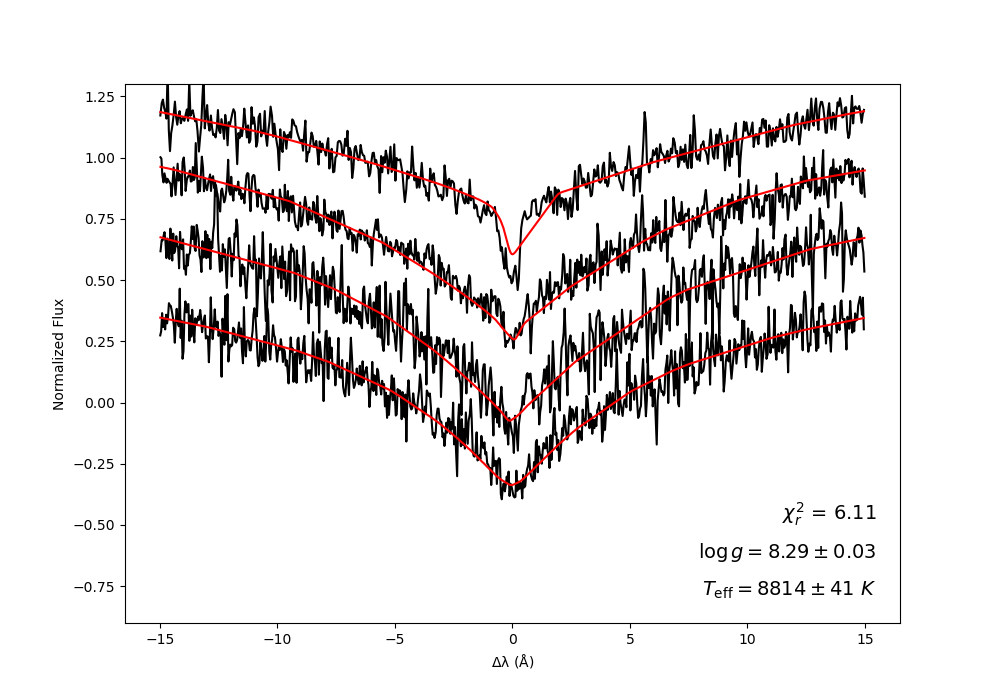 1.25
1.00
0.75
0.50
0.25
0.00
−0.25
−0.50
−0.75
Normalized Flux
χ²ᵣ = 6.11
log g = 8.29 ± 0.03
T_eff = 8814 ± 41 K
−15 −10 −5 0 5 10 15
Δλ (Å)